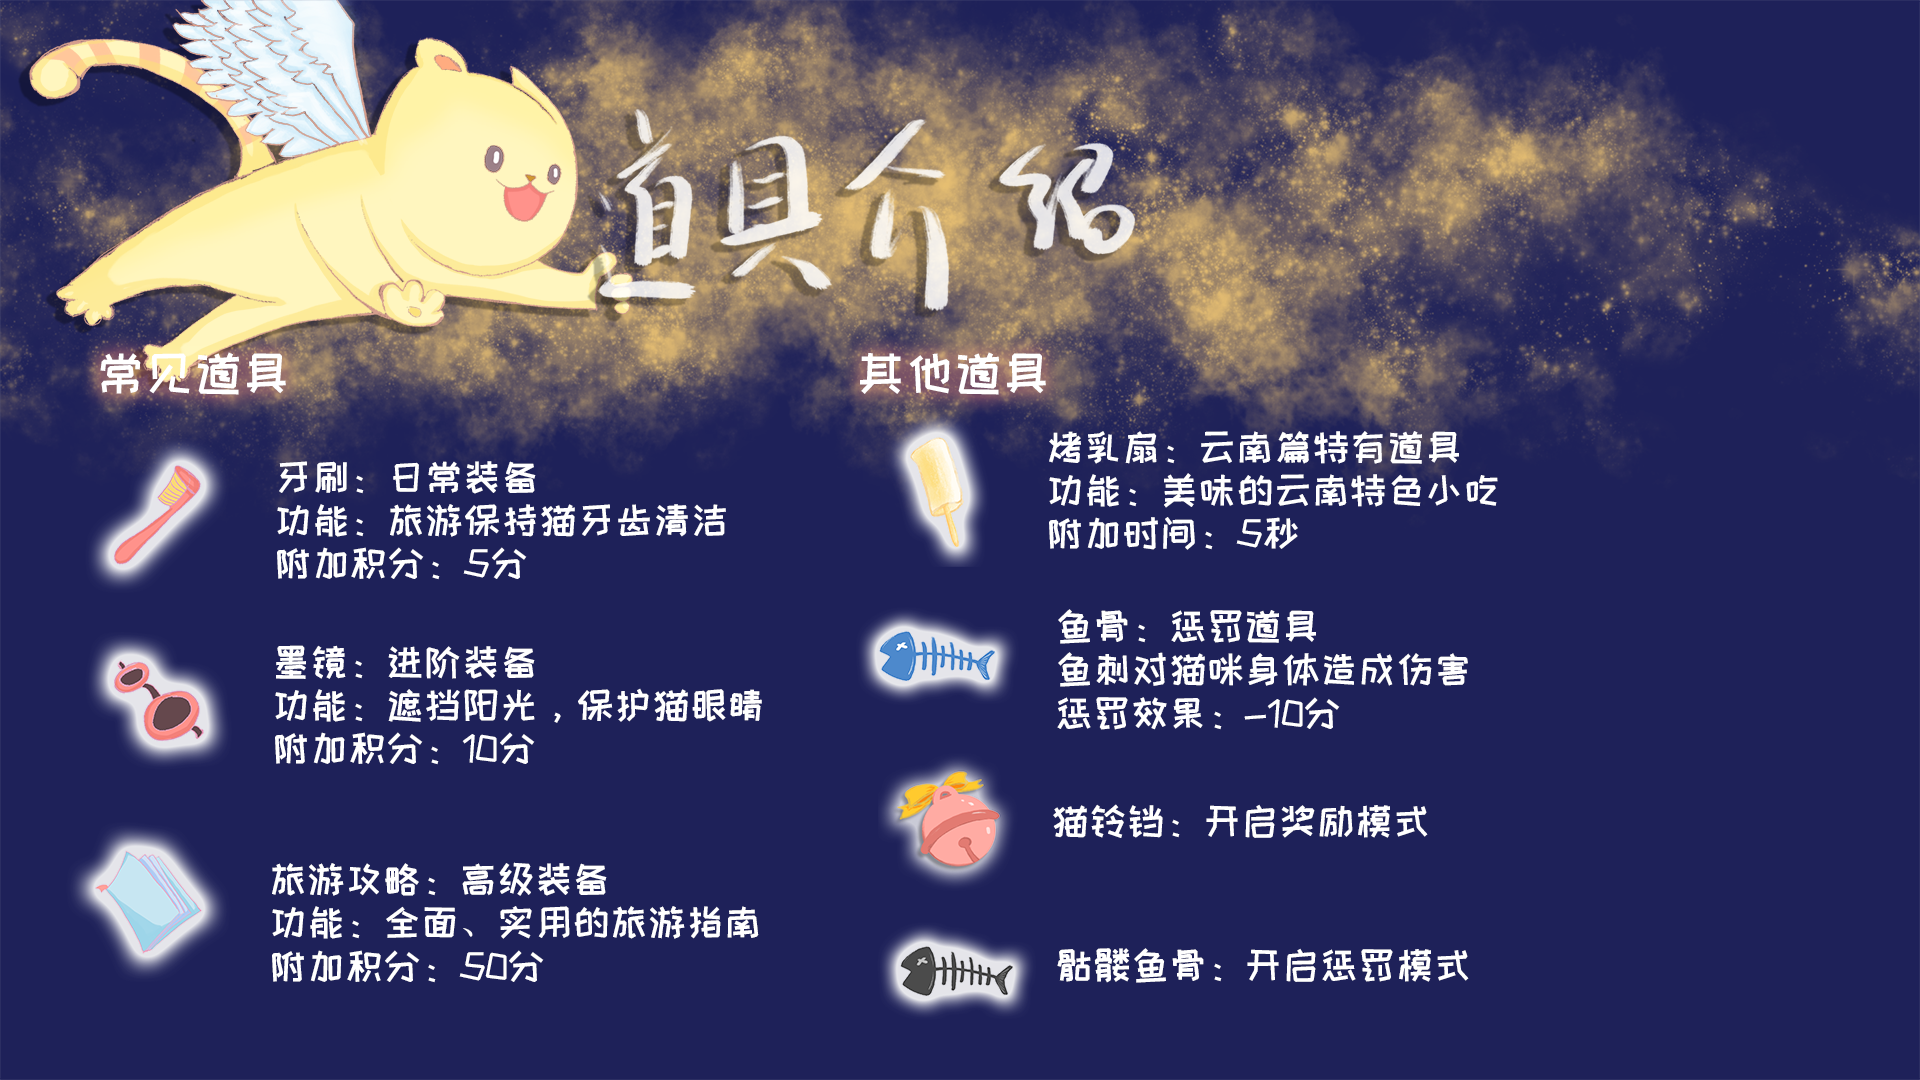 道具介绍
常见道具
牙刷：日常装备
功能：旅游保持猫牙齿清洁
附加积分：5分
墨镜：进阶装备
功能：遮挡阳光，保护猫眼睛
附加积分：10分
旅游攻略：高级装备
功能：全面、实用的旅游指南
附加积分：50分
其他道具
烤乳扇：云南篇特有道具
功能：美味的云南特色小吃
附加时间：5秒
鱼骨：惩罚道具
鱼刺对猫咪身体造成伤害
惩罚效果：-10分
猫铃铛：开启奖励模式
骷髅鱼骨：开启惩罚模式